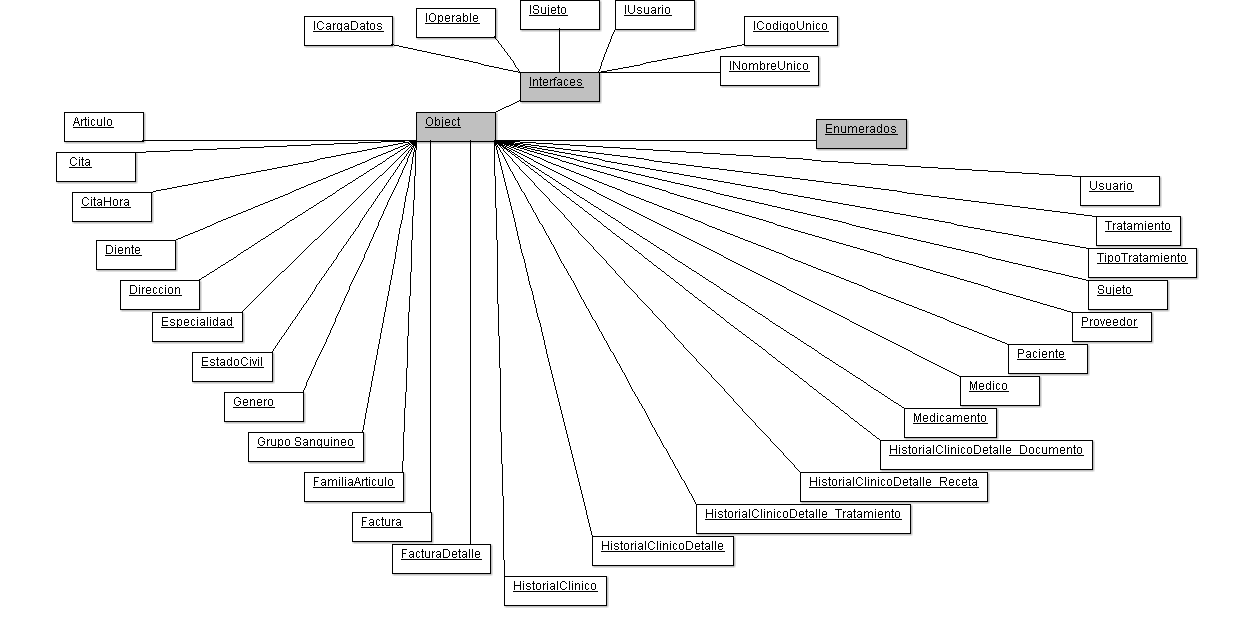 ISujeto
IUsuario
IOperable
ICargaDatos
ICodigoUnico
INombreUnico
Interfaces
Object
Articulo
Enumerados
Cita
Usuario
CitaHora
Tratamiento
Diente
TipoTratamiento
Direccion
Sujeto
Especialidad
Proveedor
EstadoCivil
Paciente
Genero
Medico
Medicamento
Grupo Sanquineo
HistorialClinicoDetalle_Documento
FamiliaArticulo
HistorialClinicoDetalle_Receta
Factura
HistorialClinicoDetalle_Tratamiento
FacturaDetalle
HistorialClinicoDetalle
HistorialClinico